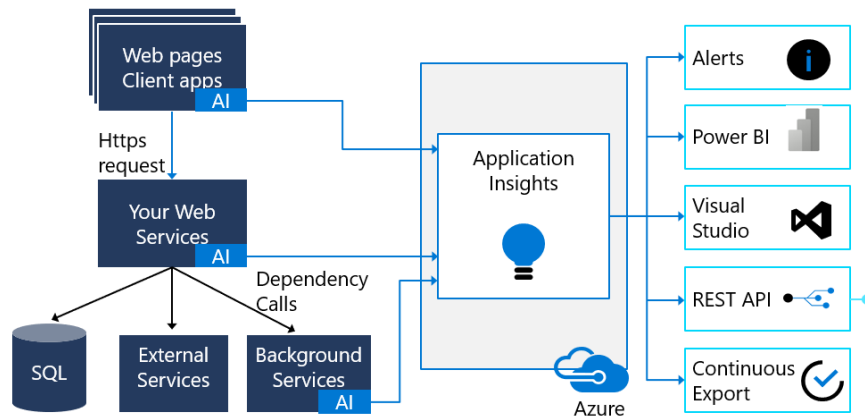 Web pages
Client apps
AI
Https
request
Your Web
Services
AI
Dependency
Calls
SQL
External
Services
Background
Services
AI
Application
Insights
Azure
Alerts
i
Power BI
Visual
Studio
REST API
Continuous
Export